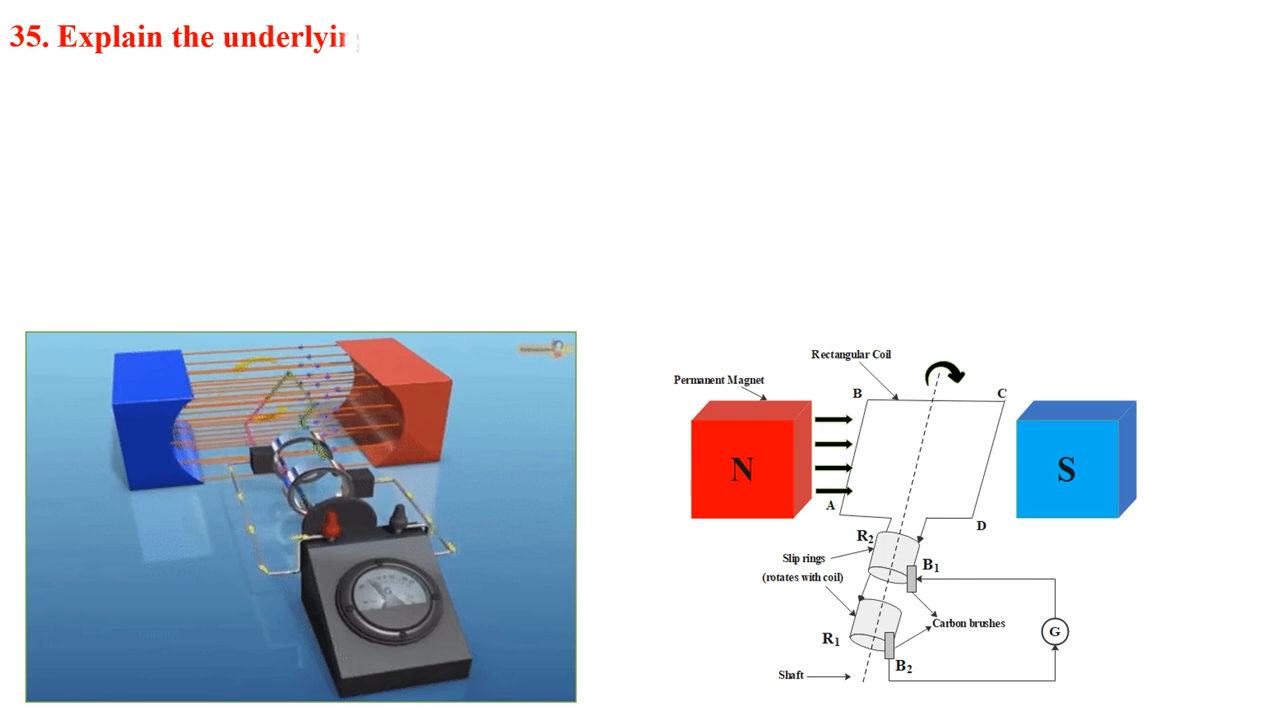 35. Explain the
Rectangular Coil
Permanent Magnet
B
C
N
S
A
D
R2
Slip rings
(rotates with coil)
B1
Carbon brushes
G
R1
B2
Shaft
G